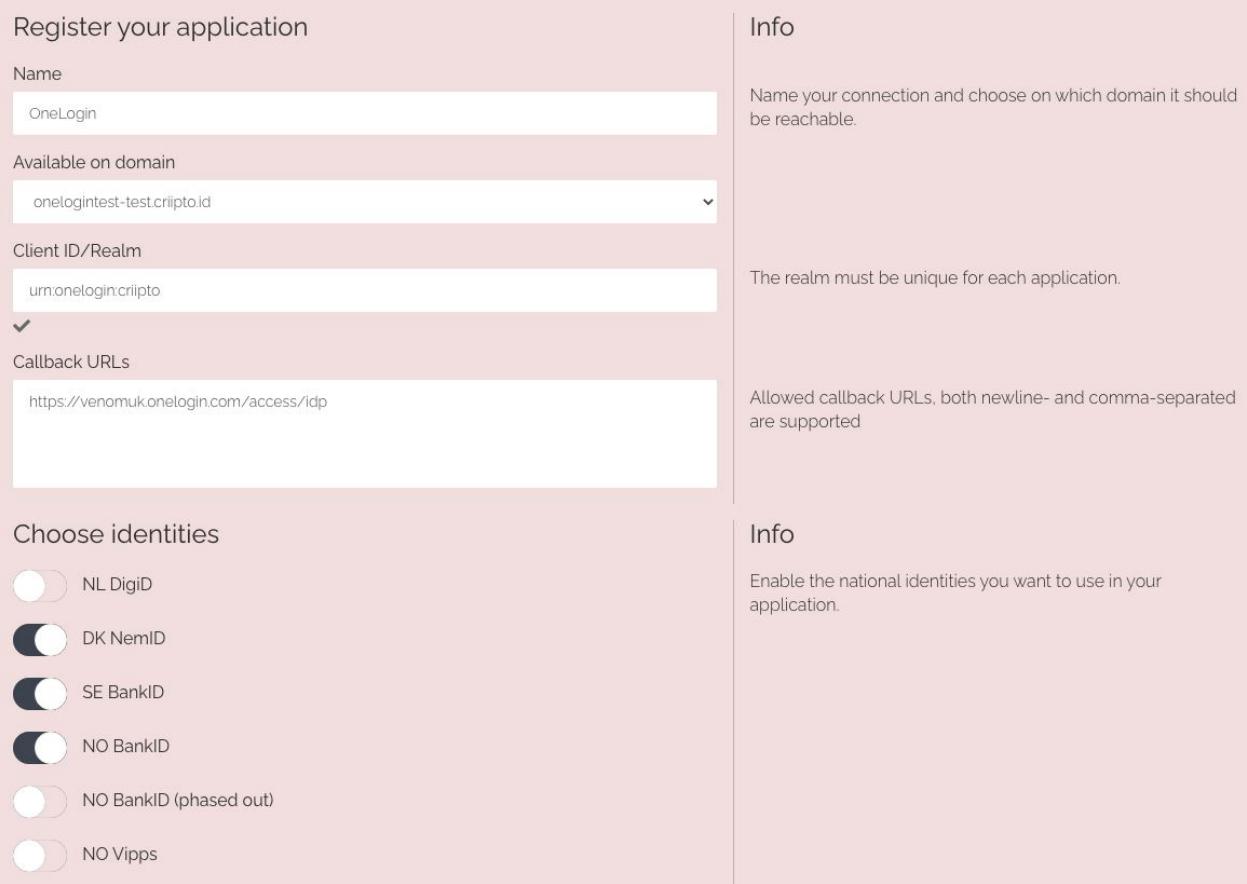 Register your application
Name
OneLogin
Available on domain
onelogintest-test.criipto.id
Client ID/Realm
urn:onelogin:criipto
Callback URLs
https://venomuk.onelogin.com/access/idp
Info
Name your connection and choose on which domain it should
be reachable.
The realm must be unique for each application.
Allowed callback URLs, both newline- and comma-separated
are supported
Choose identities
NL DigiD
DK NemID
SE BankID
NO BankID
NO BankID (phased out)
NO Vipps
Info
Enable the national identities you want to use in your
application.